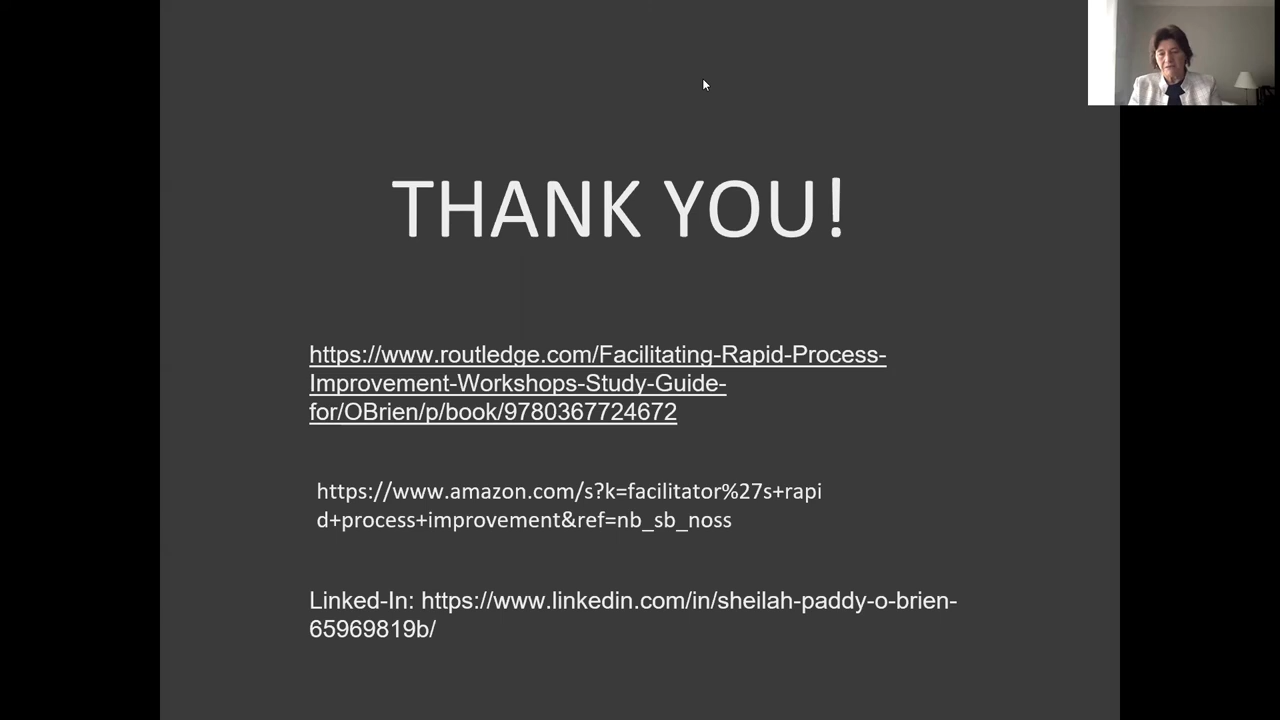 THANK YOU!
https://www.routledge.com/Facilitating-Rapid-Process-
Improvement-Workshops-Study-Guide-
for/OBrien/p/book/9780367724672
https://www.amazon.com/s?k=facilitator%27s+rapi
d+process+improvement&ref=nb_sb_noss
Linked-In: https://www.linkedin.com/in/sheilah-paddy-o-brien-
65969819b/